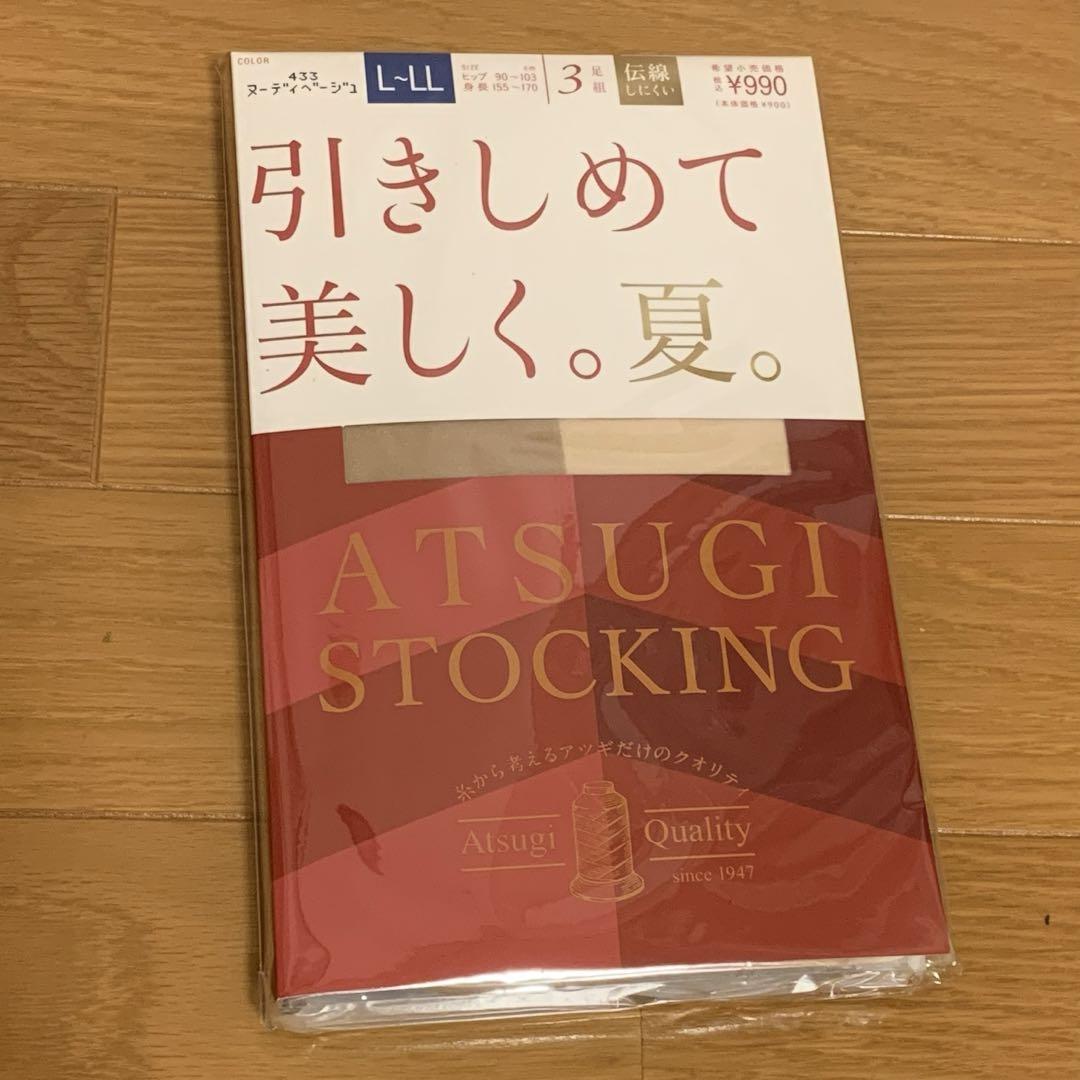 COLOR
433
ヌーディベージュ
L~LL
SIZE
ヒップ 90~103
身長 155~170
3足組
伝線
しにくい
希望小売価格
税込 ¥990
(本体価格 ¥900)
引きしめて
美しく。夏。
ATSUGI
STOCKING
糸から考えるアツギだけのクオリティ
Atsugi Quality
since 1947